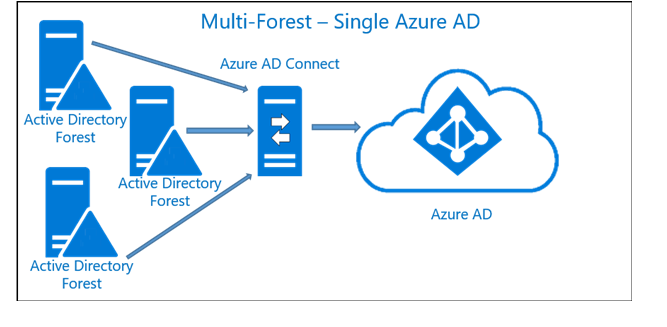 Multi-Forest – Single Azure AD
Azure AD Connect
Active Directory
Forest
Active Directory
Forest
Active Directory
Forest
Azure AD